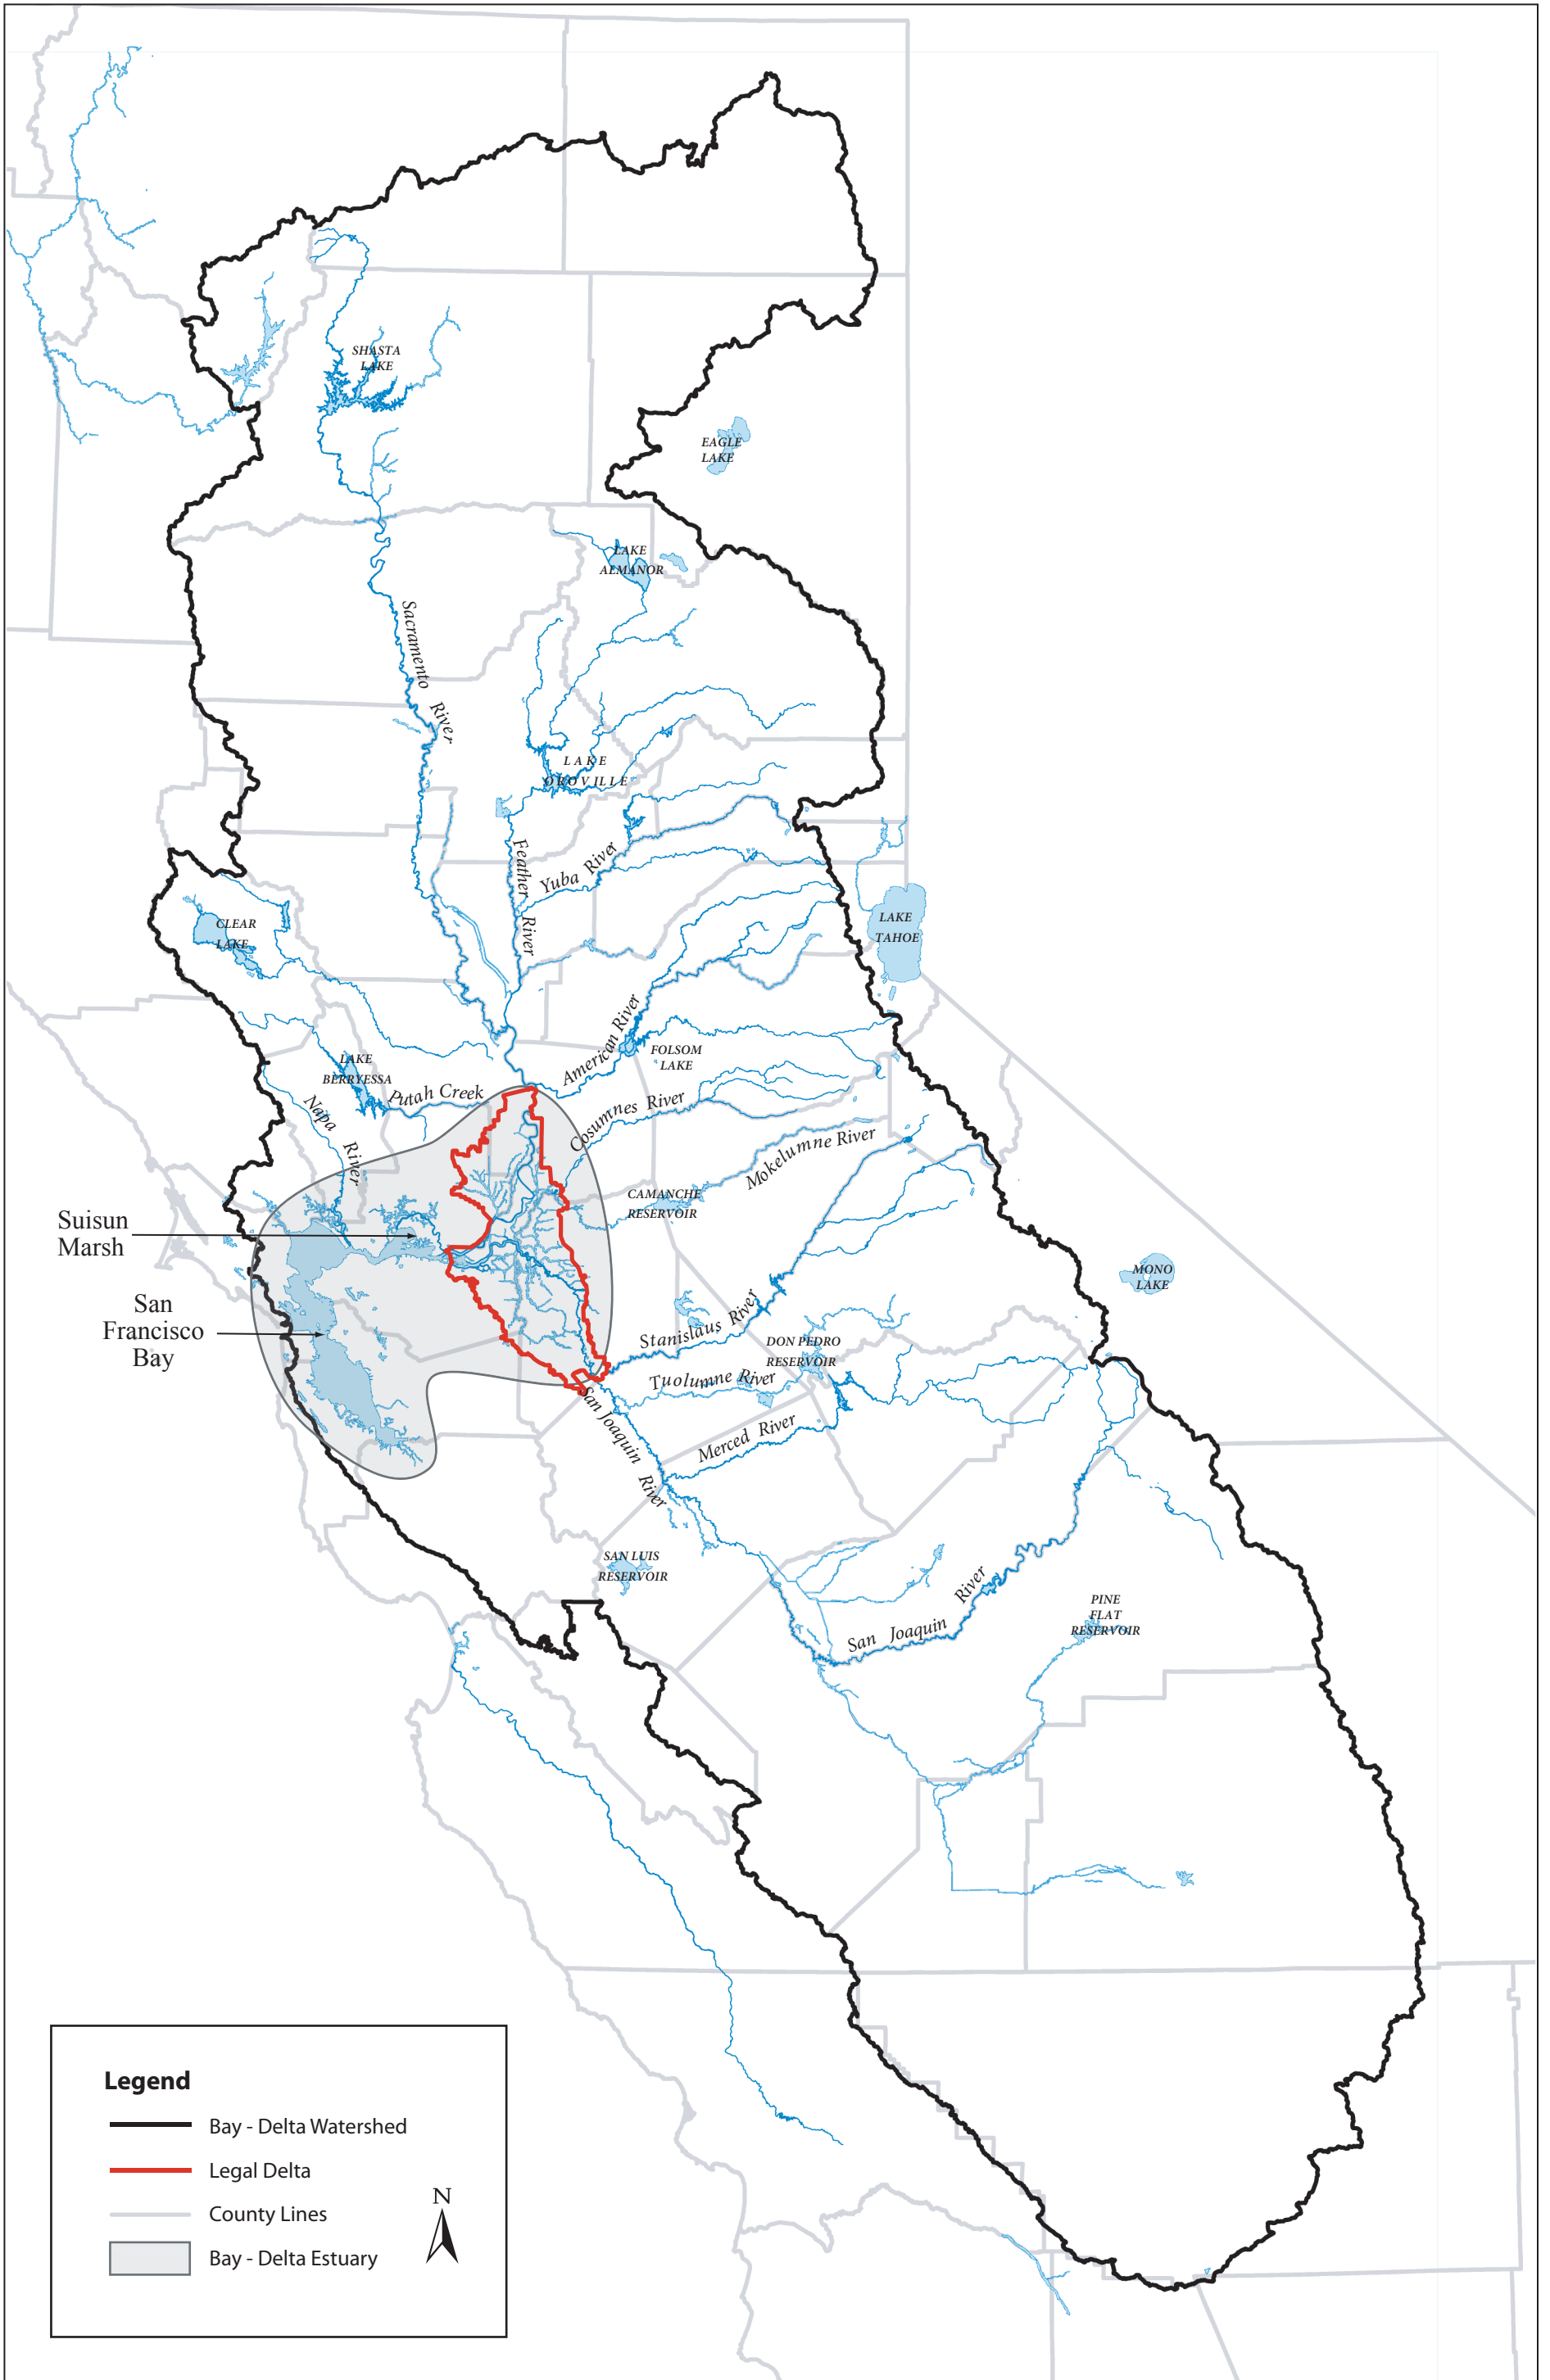 SHASTA
LAKE
EAGLE
LAKE
LAKE
ALMANOR
Sacramento River
LAKE
OROVILLE
Feather River
Yuba River
CLEAR
LAKE
LAKE
TAHOE
American River
FOLSOM
LAKE
LAKE
BERRYESSA
Putah Creek
Napa River
Cosumnes River
Mokelumne River
CAMANCHE
RESERVOIR
Suisun
Marsh
San
Francisco
Bay
MONO
LAKE
Stanislaus River
DON PEDRO
RESERVOIR
Tuolumne River
San Joaquin River
Merced River
SAN LUIS
RESERVOIR
San Joaquin River
PINE
FLAT
RESERVOIR
Legend
Bay - Delta Watershed
Legal Delta
County Lines
Bay - Delta Estuary
N